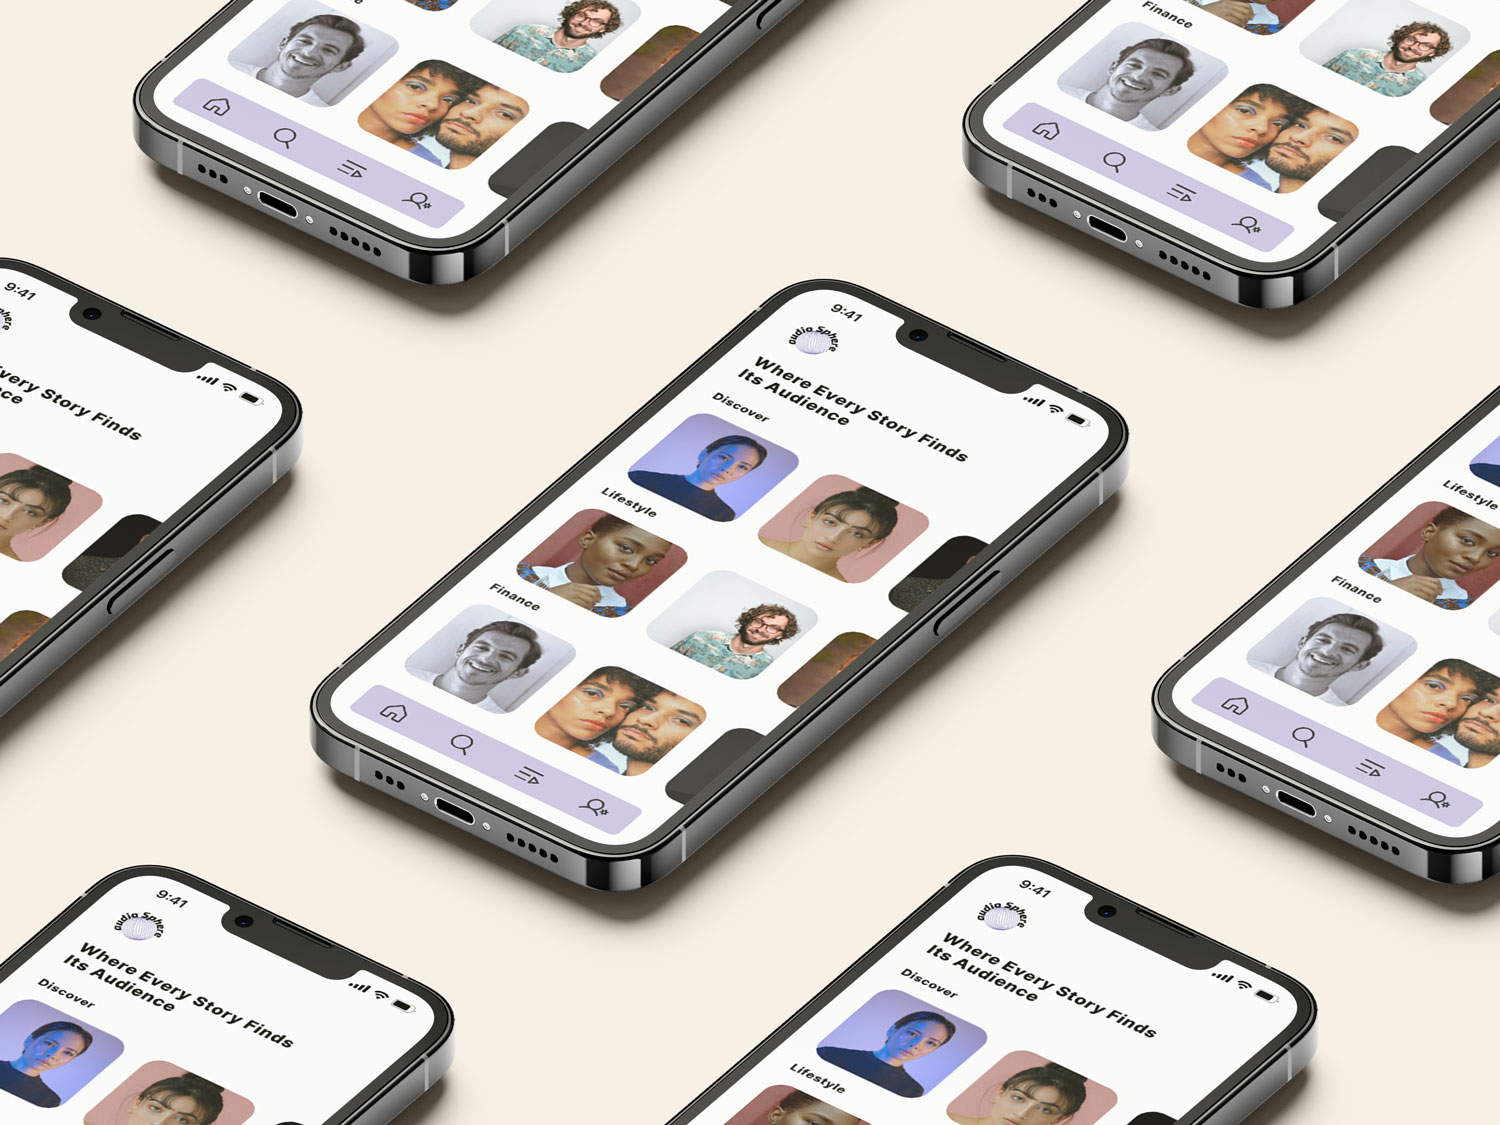 Finance
Finance
9:41
audio Sphere
Where Every Story Finds
Its Audience
Discover
Lifestyle
Finance
9:41
Every Story Finds
Lifestyle
Finance
9:41
audio Sphere
Where Every Story Finds
Its Audience
Discover
9:41
audio Sphere
Where Every Story Finds
Its Audience
Discover
Lifestyle